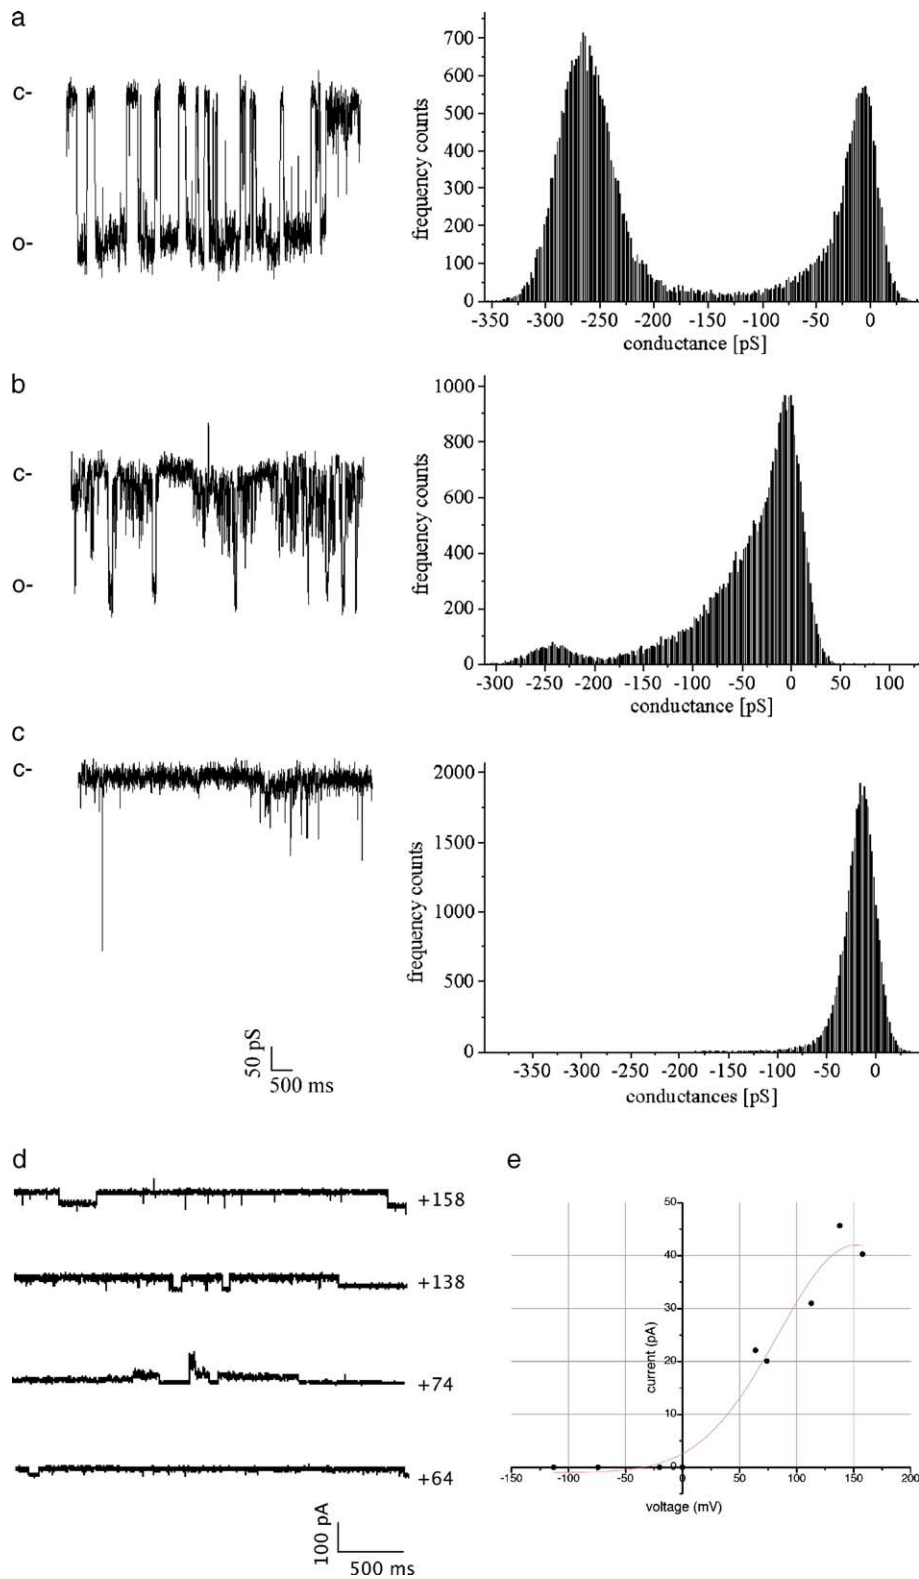 a
c-
o-
700
600
500
400
300
200
100
0
frequency counts
-350 -300 -250 -200 -150 -100 -50 0
conductance [pS]
b
c-
o-
1000
800
600
400
200
0
frequency counts
-300 -250 -200 -150 -100 -50 0 50 100
conductance [pS]
c
c-
50 pS
500 ms
2000
1500
1000
500
0
frequency counts
-350 -300 -250 -200 -150 -100 -50 0
conductances [pS]
d
+158
+138
+74
+64
100 pA
500 ms
e
50
40
30
20
10
0
current (pA)
-150 -100 -50 0 50 100 150 200
voltage (mV)